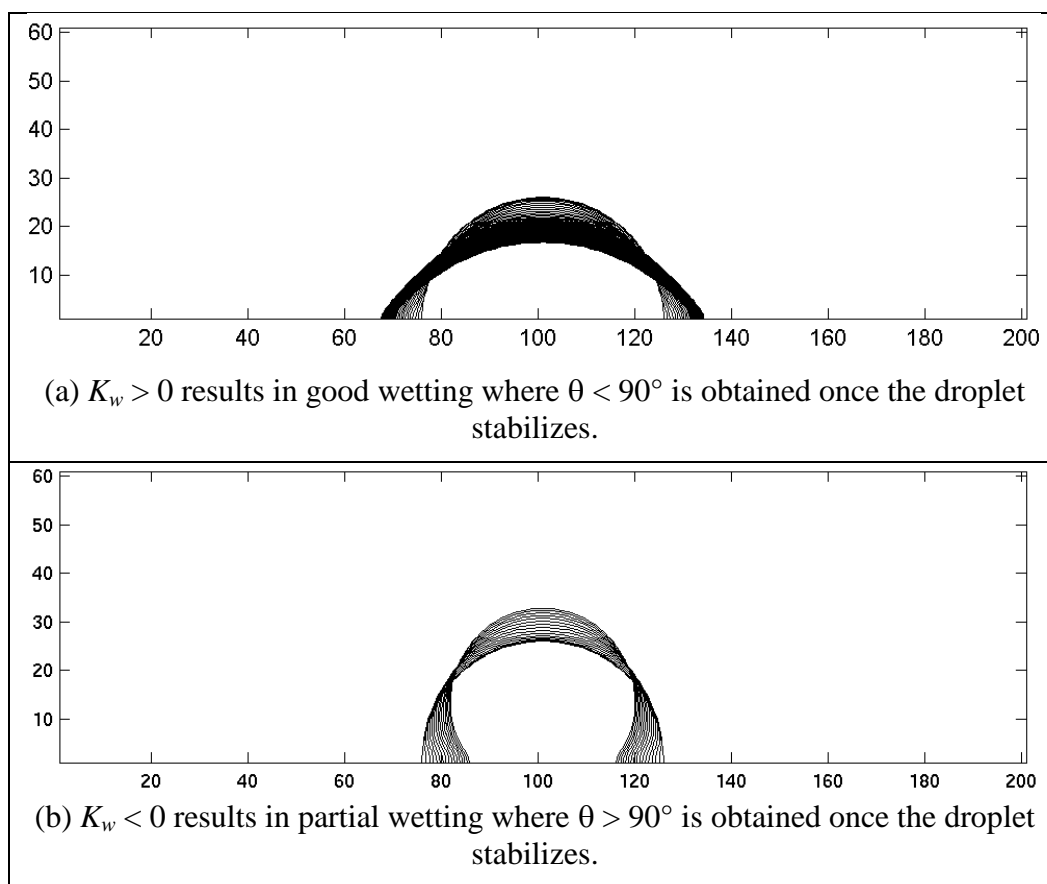 60
50
40
30
20
10
20 40 60 80 100 120 140 160 180 200
(a) K_w > 0 results in good wetting where θ < 90° is obtained once the droplet
stabilizes.
60
50
40
30
20
10
20 40 60 80 100 120 140 160 180 200
(b) K_w < 0 results in partial wetting where θ > 90° is obtained once the droplet
stabilizes.